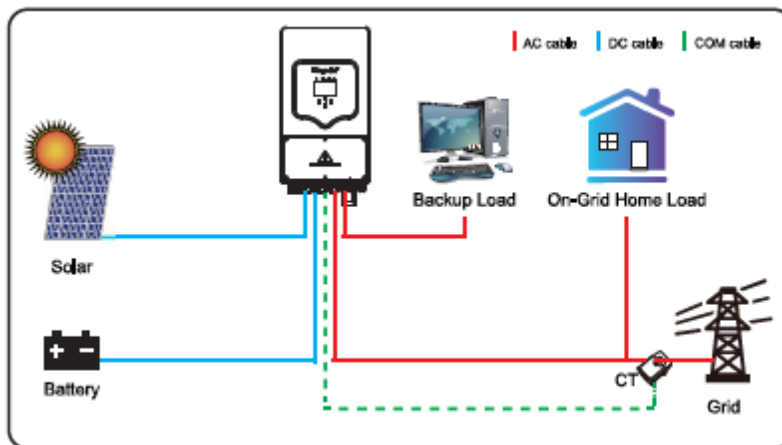 AC cable DC cable COM cable
Backup Load On-Grid Home Load
Solar
Battery
CT
Grid